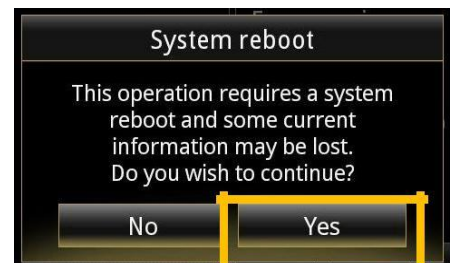 System reboot
This operation requires a system
reboot and some current
information may be lost.
Do you wish to continue?
No Yes